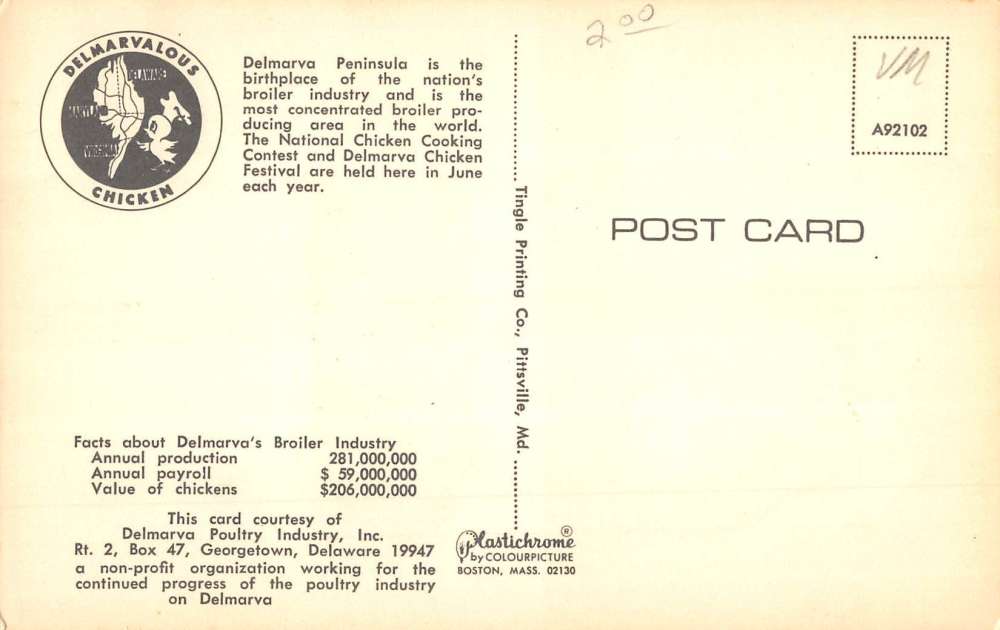 DELMARVALOUS
DELAWARE
MARYLAND
VIRGINIA
CHICKEN
Delmarva Peninsula is the
birthplace of the nation's
broiler industry and is the
most concentrated broiler pro-
ducing area in the world.
The National Chicken Cooking
Contest and Delmarva Chicken
Festival are held here in June
each year.
Facts about Delmarva's Broiler Industry
Annual production 281,000,000
Annual payroll $ 59,000,000
Value of chickens $206,000,000
This card courtesy of
Delmarva Poultry Industry, Inc.
Rt. 2, Box 47, Georgetown, Delaware 19947
a non-profit organization working for the
continued progress of the poultry industry
on Delmarva
Tingle Printing Co., Pittsville, Md.
Plastichrome ®
by COLOURPICTURE
BOSTON, MASS. 02130
2 00
VM
A92102
POST CARD